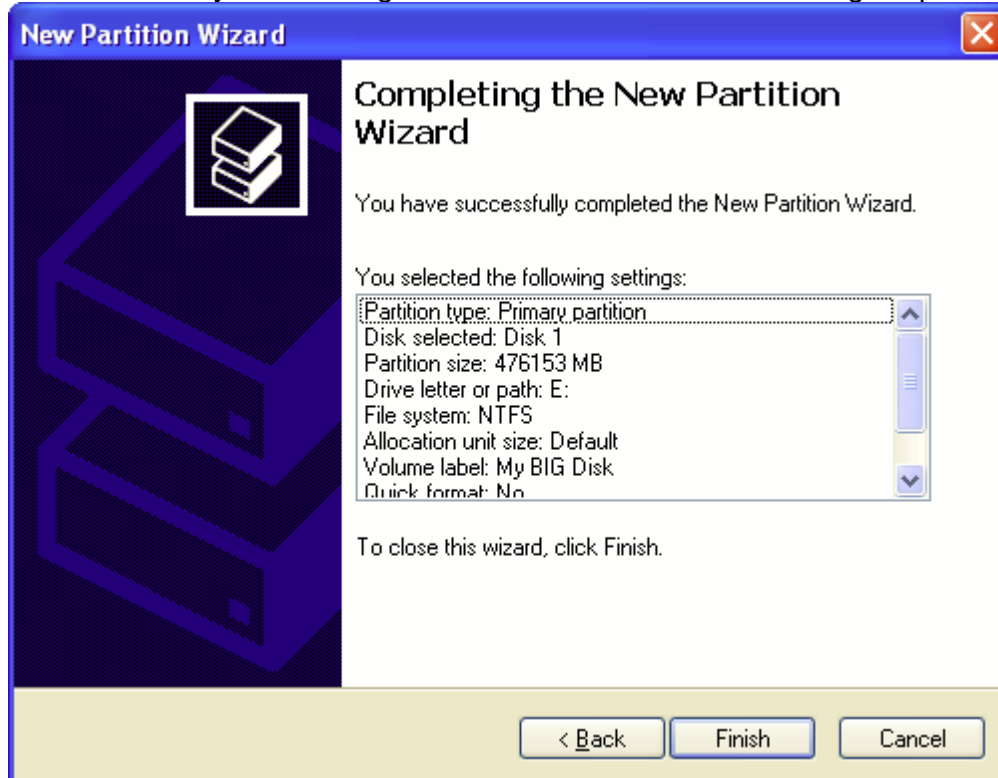 New Partition Wizard
Completing the New Partition
Wizard
You have successfully completed the New Partition Wizard.
You selected the following settings:
Partition type: Primary partition
Disk selected: Disk 1
Partition size: 476153 MB
Drive letter or path: E:
File system: NTFS
Allocation unit size: Default
Volume label: My BIG Disk
Quick format: No
To close this wizard, click Finish.
< Back
Finish
Cancel